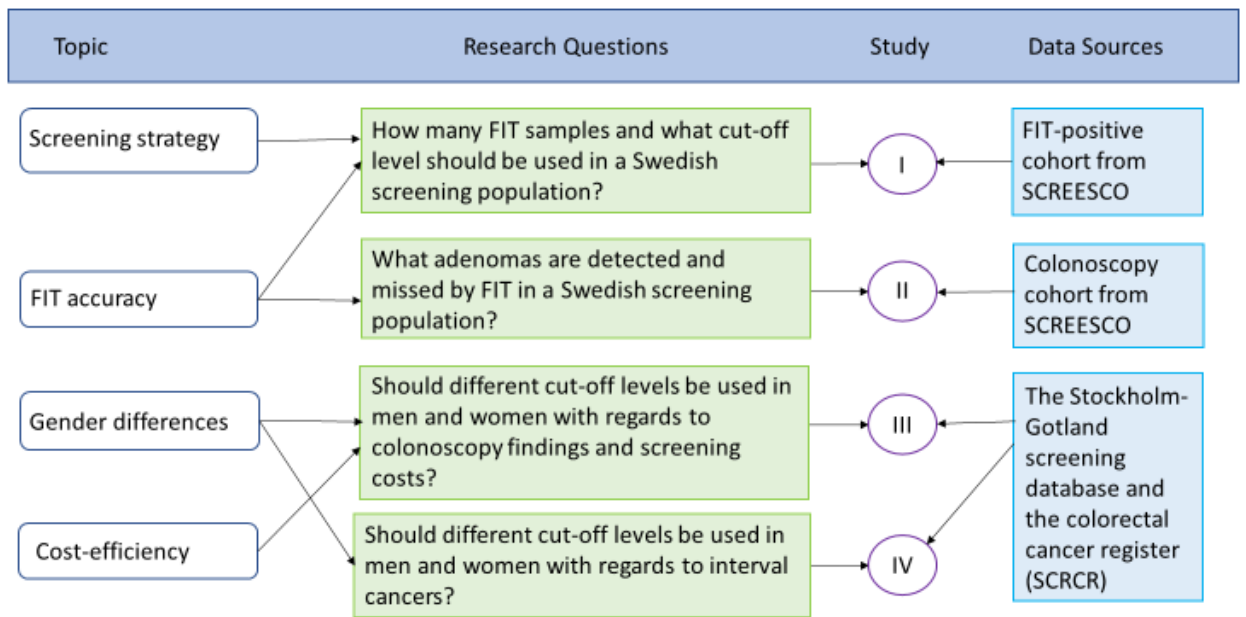 Topic
Research Questions
Study
Data Sources
Screening strategy
How many FIT samples and what cut-off
level should be used in a Swedish
screening population?
I
FIT-positive
cohort from
SCREESCO
FIT accuracy
What adenomas are detected and
missed by FIT in a Swedish screening
population?
II
Colonoscopy
cohort from
SCREESCO
Gender differences
Should different cut-off levels be used in
men and women with regards to
colonoscopy findings and screening
costs?
III
The Stockholm-
Gotland
screening
database and
the colorectal
cancer register
(SCRCR)
Cost-efficiency
Should different cut-off levels be used in
men and women with regards to interval
cancers?
IV